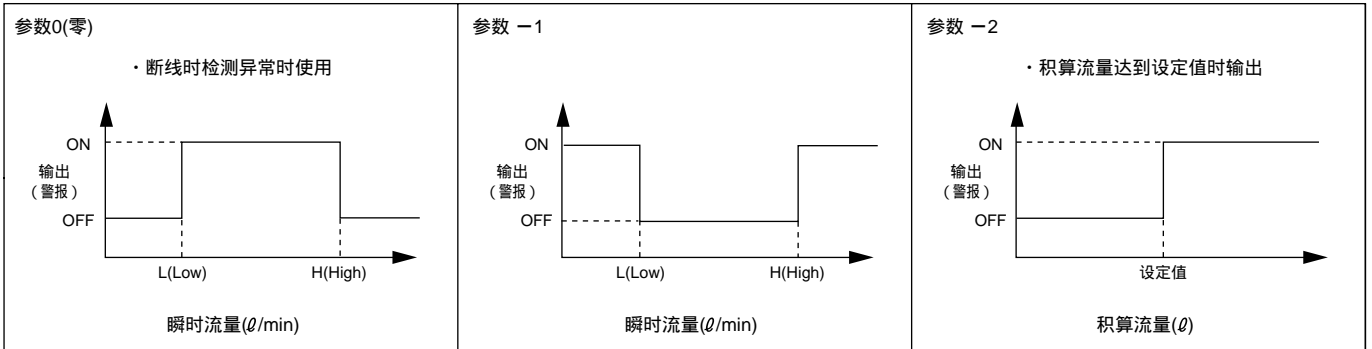 参数0(零)
・断线时检测异常时使用
ON
输出
(警报)
OFF
L(Low)
H(High)
瞬时流量(ℓ/min)
参数 －1
ON
输出
(警报)
OFF
L(Low)
H(High)
瞬时流量(ℓ/min)
参数 －2
・积算流量达到设定值时输出
ON
输出
(警报)
OFF
设定值
积算流量(ℓ)